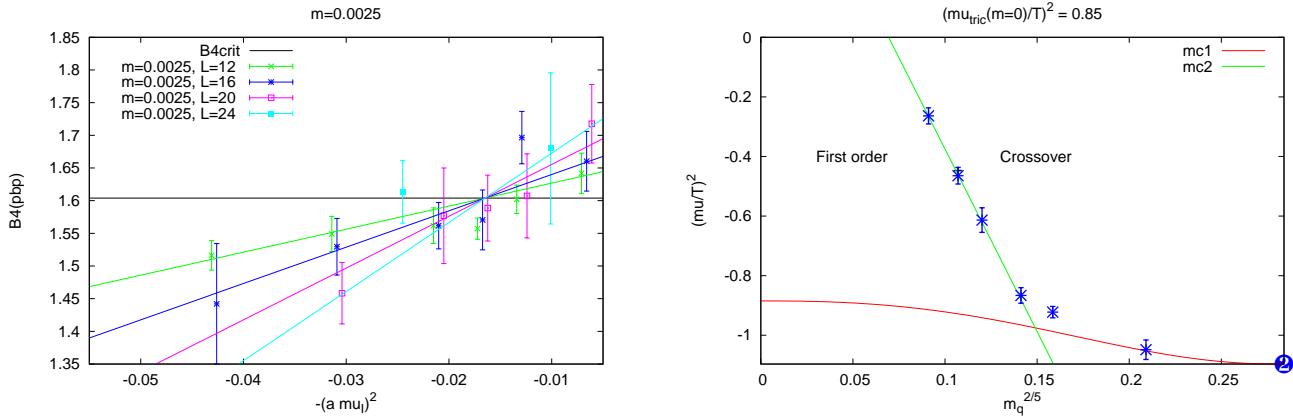 m=0.0025
B4(pbp)
1.85
1.8
1.75
1.7
1.65
1.6
1.55
1.5
1.45
1.4
1.35
B4crit
m=0.0025, L=12
m=0.0025, L=16
m=0.0025, L=20
m=0.0025, L=24
-0.05
-0.04
-0.03
-0.02
-0.01
-(a mu_l)^2
(mu_tric(m=0)/T)^2 = 0.85
(mu/T)^2
0
-0.2
-0.4
-0.6
-0.8
-1
mc1
mc2
First order
Crossover
0
0.05
0.1
0.15
0.2
0.25
m_q^2/5